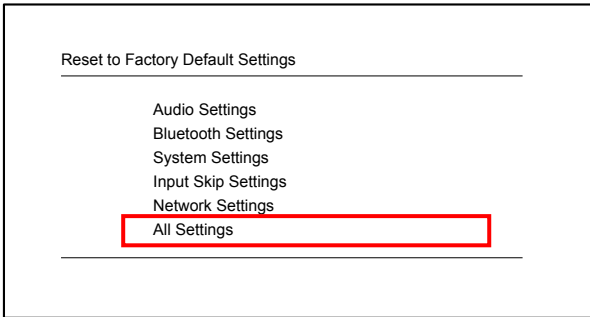 Reset to Factory Default Settings
Audio Settings
Bluetooth Settings
System Settings
Input Skip Settings
Network Settings
All Settings